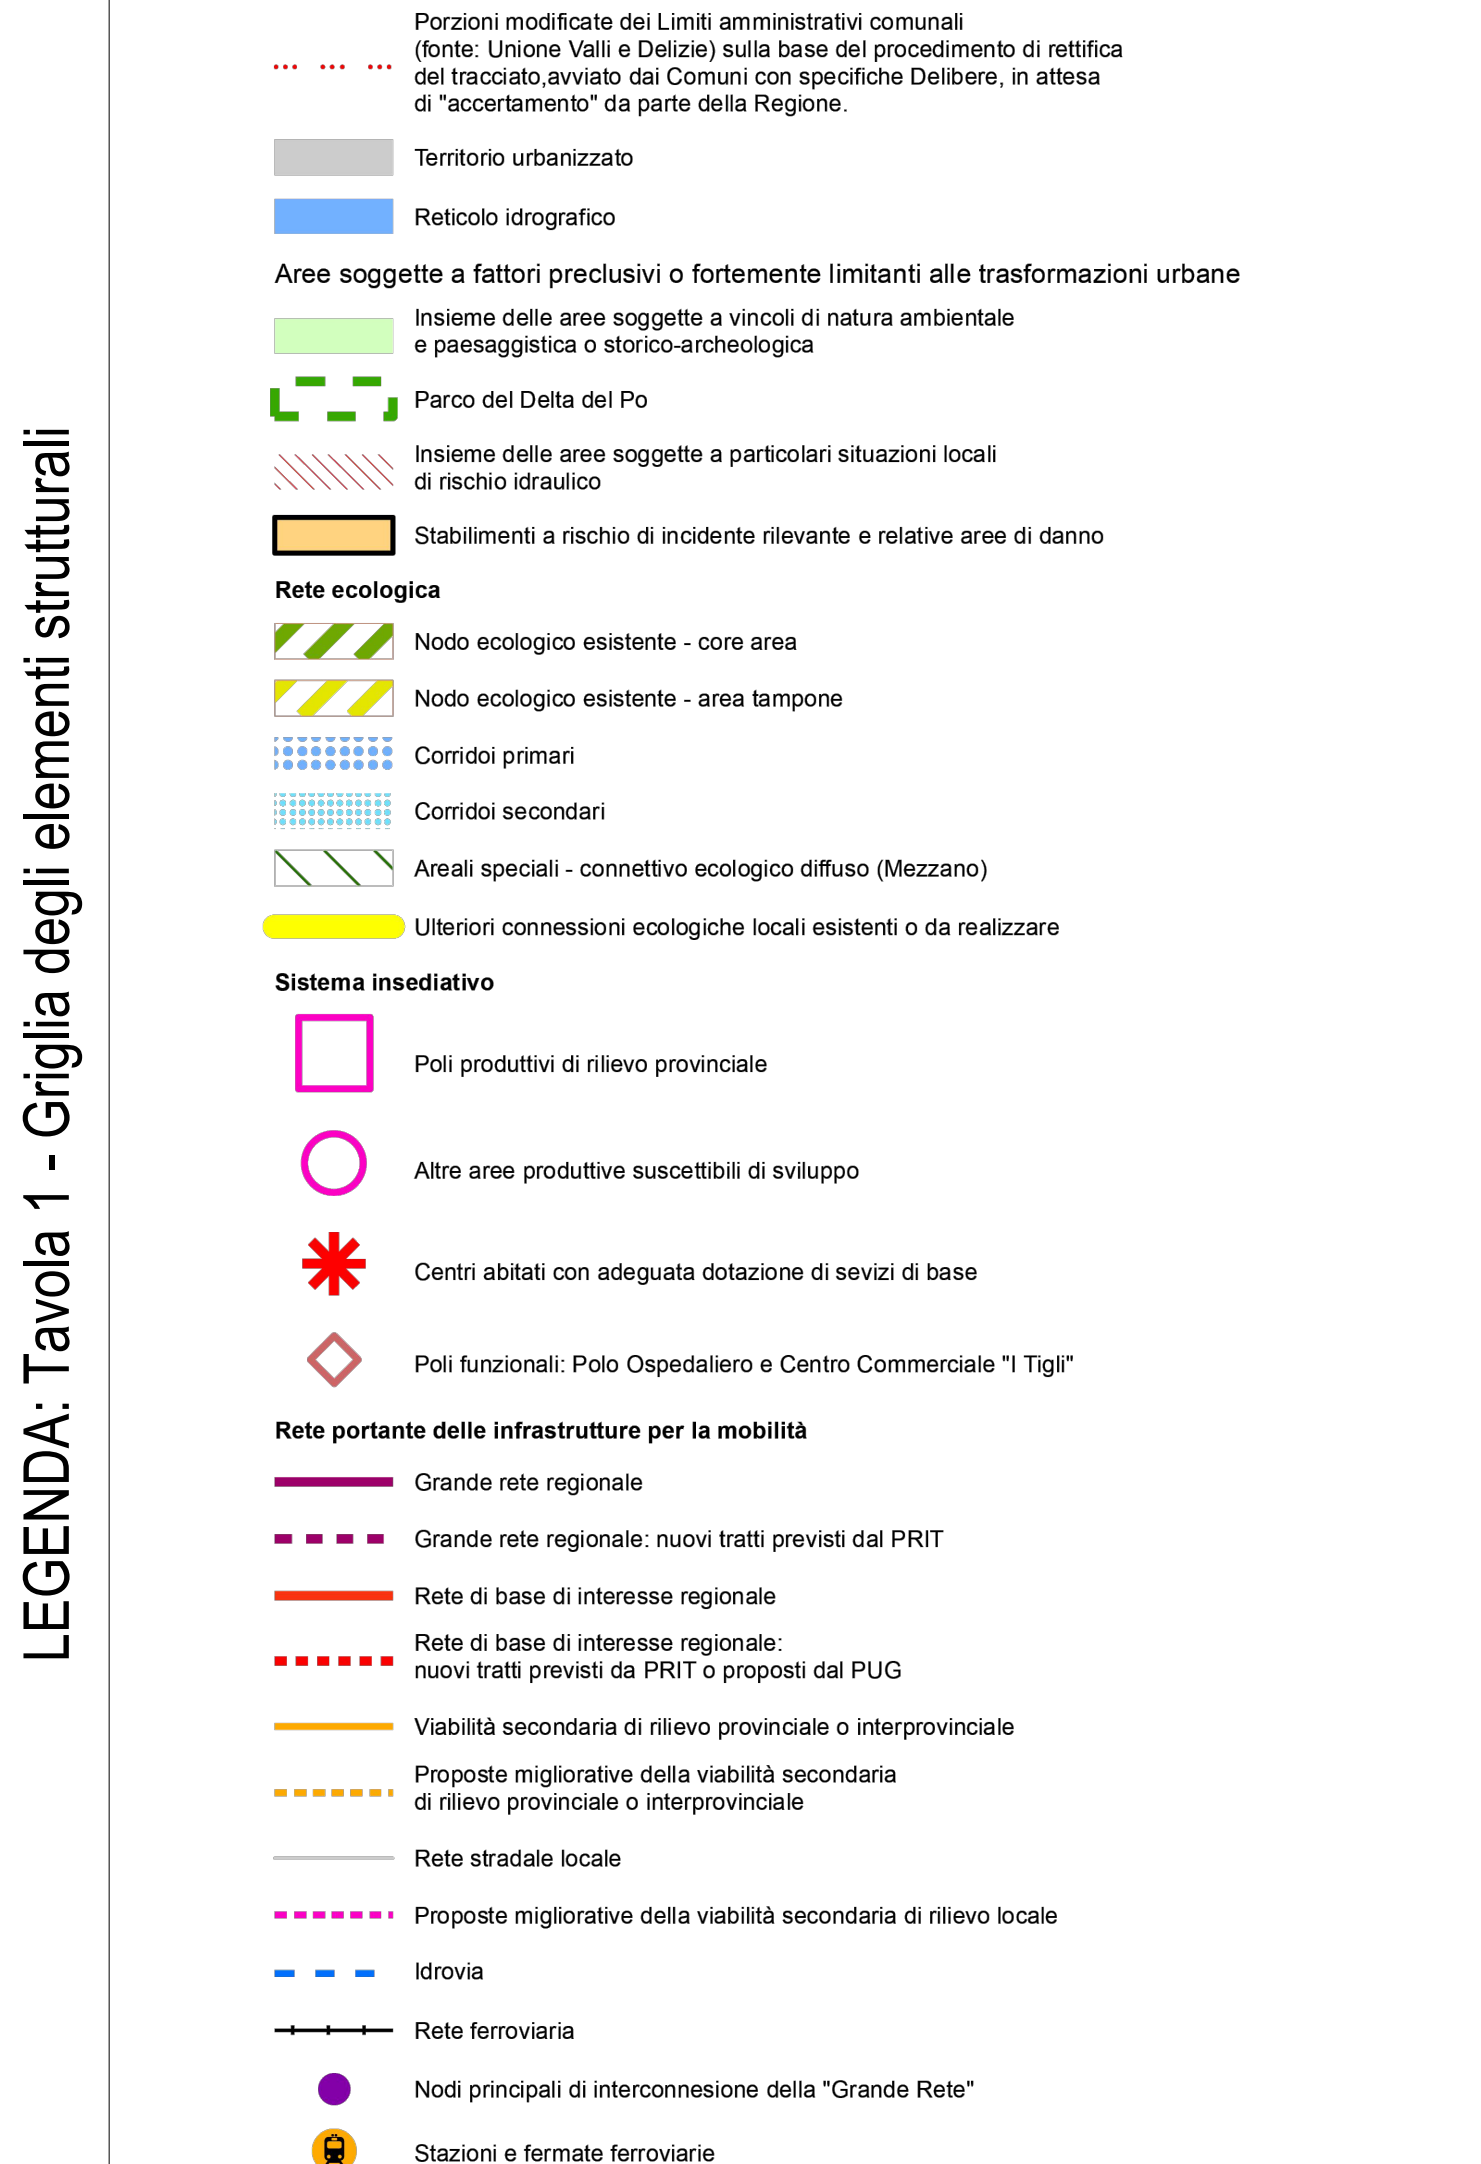 LEGENDA: Tavola 1 - Griglia degli elementi strutturali
Porzioni modificate dei Limiti amministrativi comunali
(fonte: Unione Valli e Delizie) sulla base del procedimento di rettifica
del tracciato,avviato dai Comuni con specifiche Delibere, in attesa
di "accertamento" da parte della Regione.
Territorio urbanizzato
Reticolo idrografico
Aree soggette a fattori preclusivi o fortemente limitanti alle trasformazioni urbane
Insieme delle aree soggette a vincoli di natura ambientale
e paesaggistica o storico-archeologica
Parco del Delta del Po
Insieme delle aree soggette a particolari situazioni locali
di rischio idraulico
Stabilimenti a rischio di incidente rilevante e relative aree di danno
Rete ecologica
Nodo ecologico esistente - core area
Nodo ecologico esistente - area tampone
Corridoi primari
Corridoi secondari
Areali speciali - connettivo ecologico diffuso (Mezzano)
Ulteriori connessioni ecologiche locali esistenti o da realizzare
Sistema insediativo
Poli produttivi di rilievo provinciale
Altre aree produttive suscettibili di sviluppo
Centri abitati con adeguata dotazione di sevizi di base
Poli funzionali: Polo Ospedaliero e Centro Commerciale "I Tigli"
Rete portante delle infrastrutture per la mobilità
Grande rete regionale
Grande rete regionale: nuovi tratti previsti dal PRIT
Rete di base di interesse regionale
Rete di base di interesse regionale:
nuovi tratti previsti da PRIT o proposti dal PUG
Viabilità secondaria di rilievo provinciale o interprovinciale
Proposte migliorative della viabilità secondaria
di rilievo provinciale o interprovinciale
Rete stradale locale
Proposte migliorative della viabilità secondaria di rilievo locale
Idrovia
Rete ferroviaria
Nodi principali di interconnesione della "Grande Rete"
Stazioni e fermate ferroviarie